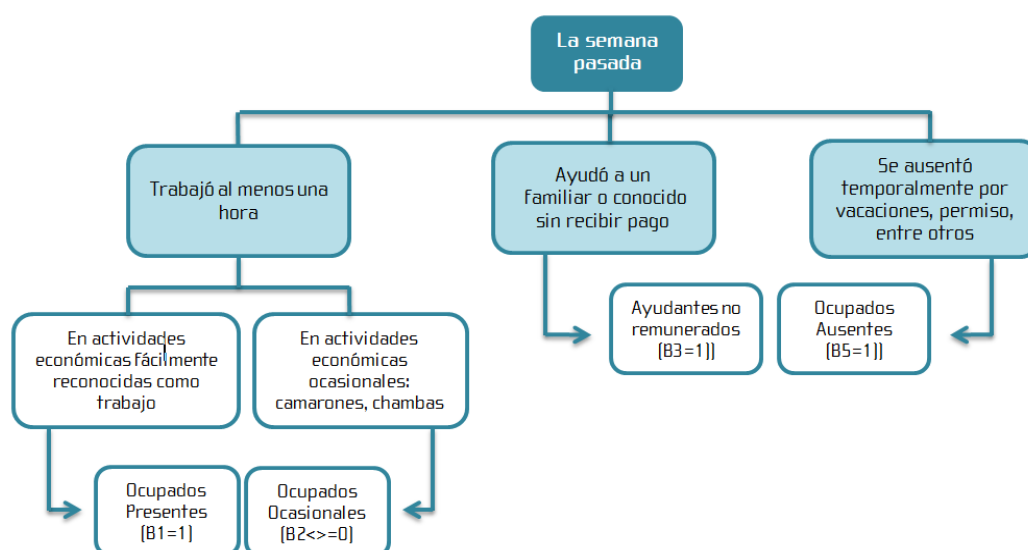 La semana
pasada
Trabajó al menos una
hora
Ayudó a un
familiar o conocido
sin recibir pago
Se ausentó
temporalmente por
vacaciones, permiso,
entre otros
En actividades
económicas fácilmente
reconocidas como
trabajo
En actividades
económicas
ocasionales:
camarones, chambas
Ayudantes no
remunerados
(B3=1))
Ocupados
Ausentes
(B5=1))
Ocupados
Presentes
(B1=1)
Ocupados
Ocasionales
(B2<>=0)